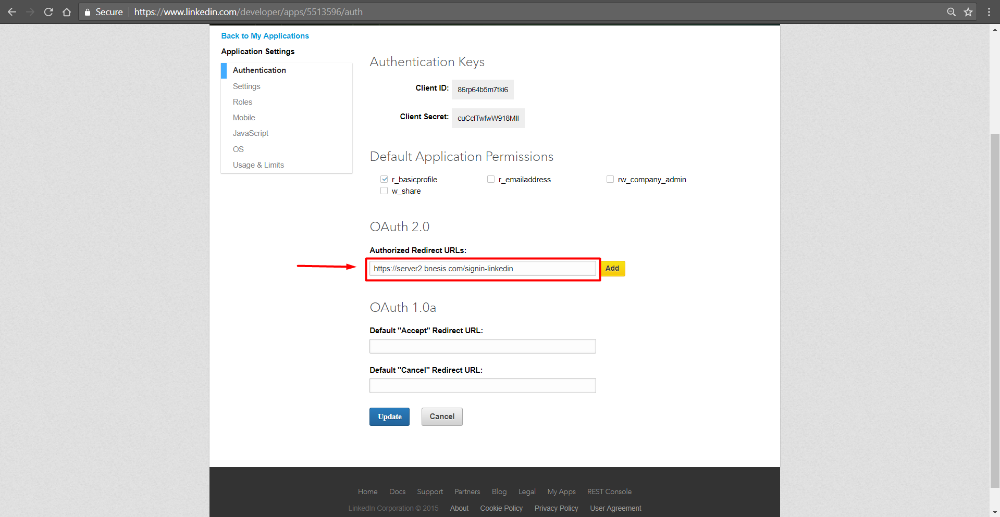 Secure | https://www.linkedin.com/developer/apps/5513596/auth
Back to My Applications
Application Settings
Authentication
Settings
Roles
Mobile
JavaScript
OS
Usage & Limits
Authentication Keys
Client ID: 86rp64b5m7tki6
Client Secret: cuCclTwfwW918MIl
Default Application Permissions
r_basicprofile r_emailaddress rw_company_admin
w_share
OAuth 2.0
Authorized Redirect URLs:
https://server2.bnesis.com/signin-linkedin Add
OAuth 1.0a
Default "Accept" Redirect URL:
Default "Cancel" Redirect URL:
Update Cancel
Home Docs Support Partners Blog Legal My Apps REST Console
LinkedIn Corporation © 2015 About Cookie Policy Privacy Policy User Agreement